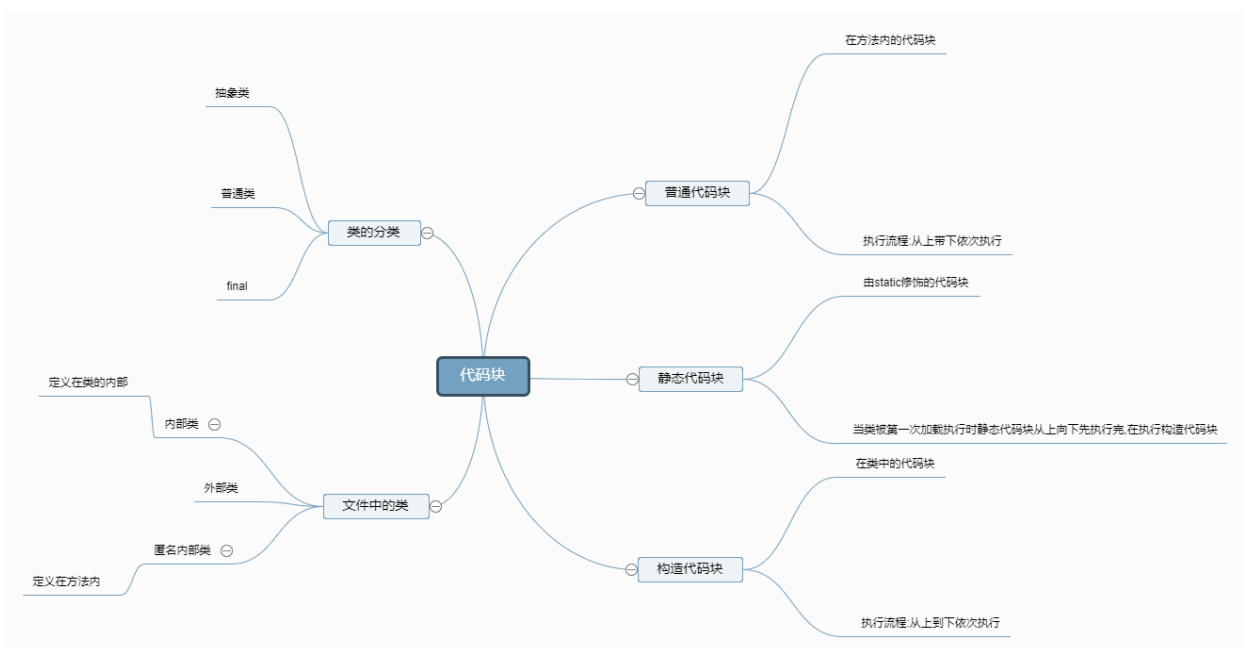 代码块
普通代码块
在方法内的代码块
执行流程:从上带下依次执行
静态代码块
由static修饰的代码块
当类被第一次加载执行时静态代码块从上向下先执行完,在执行构造代码块
构造代码块
在类中的代码块
执行流程:从上到下依次执行
类的分类
抽象类
普通类
final
文件中的类
内部类
定义在类的内部
外部类
匿名内部类
定义在方法内